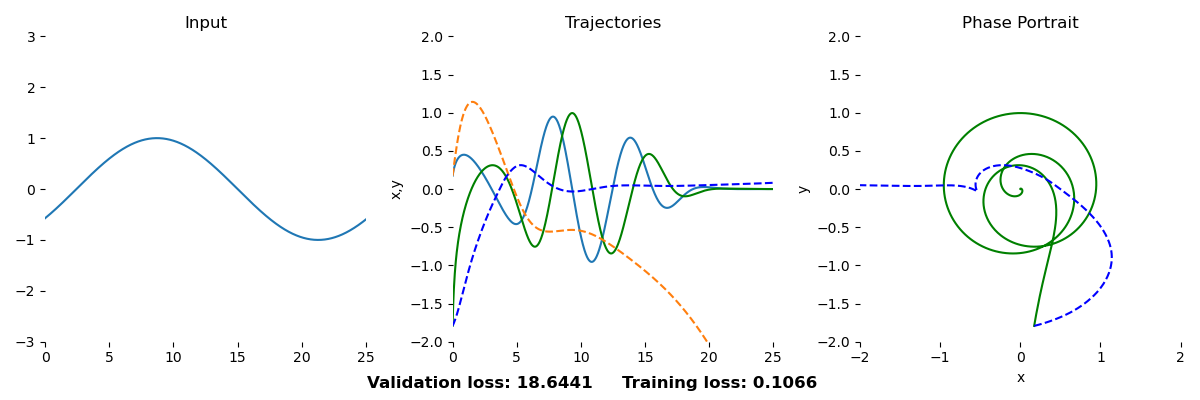 Input
3
2
1
0
−1
−2
−3
0 5 10 15 20 25
Trajectories
x,y
2.0
1.5
1.0
0.5
0.0
−0.5
−1.0
−1.5
−2.0
0 5 10 15 20 25
Phase Portrait
y
2.0
1.5
1.0
0.5
0.0
−0.5
−1.0
−1.5
−2.0
−2 −1 0 1 2
x
Validation loss: 18.6441 Training loss: 0.1066